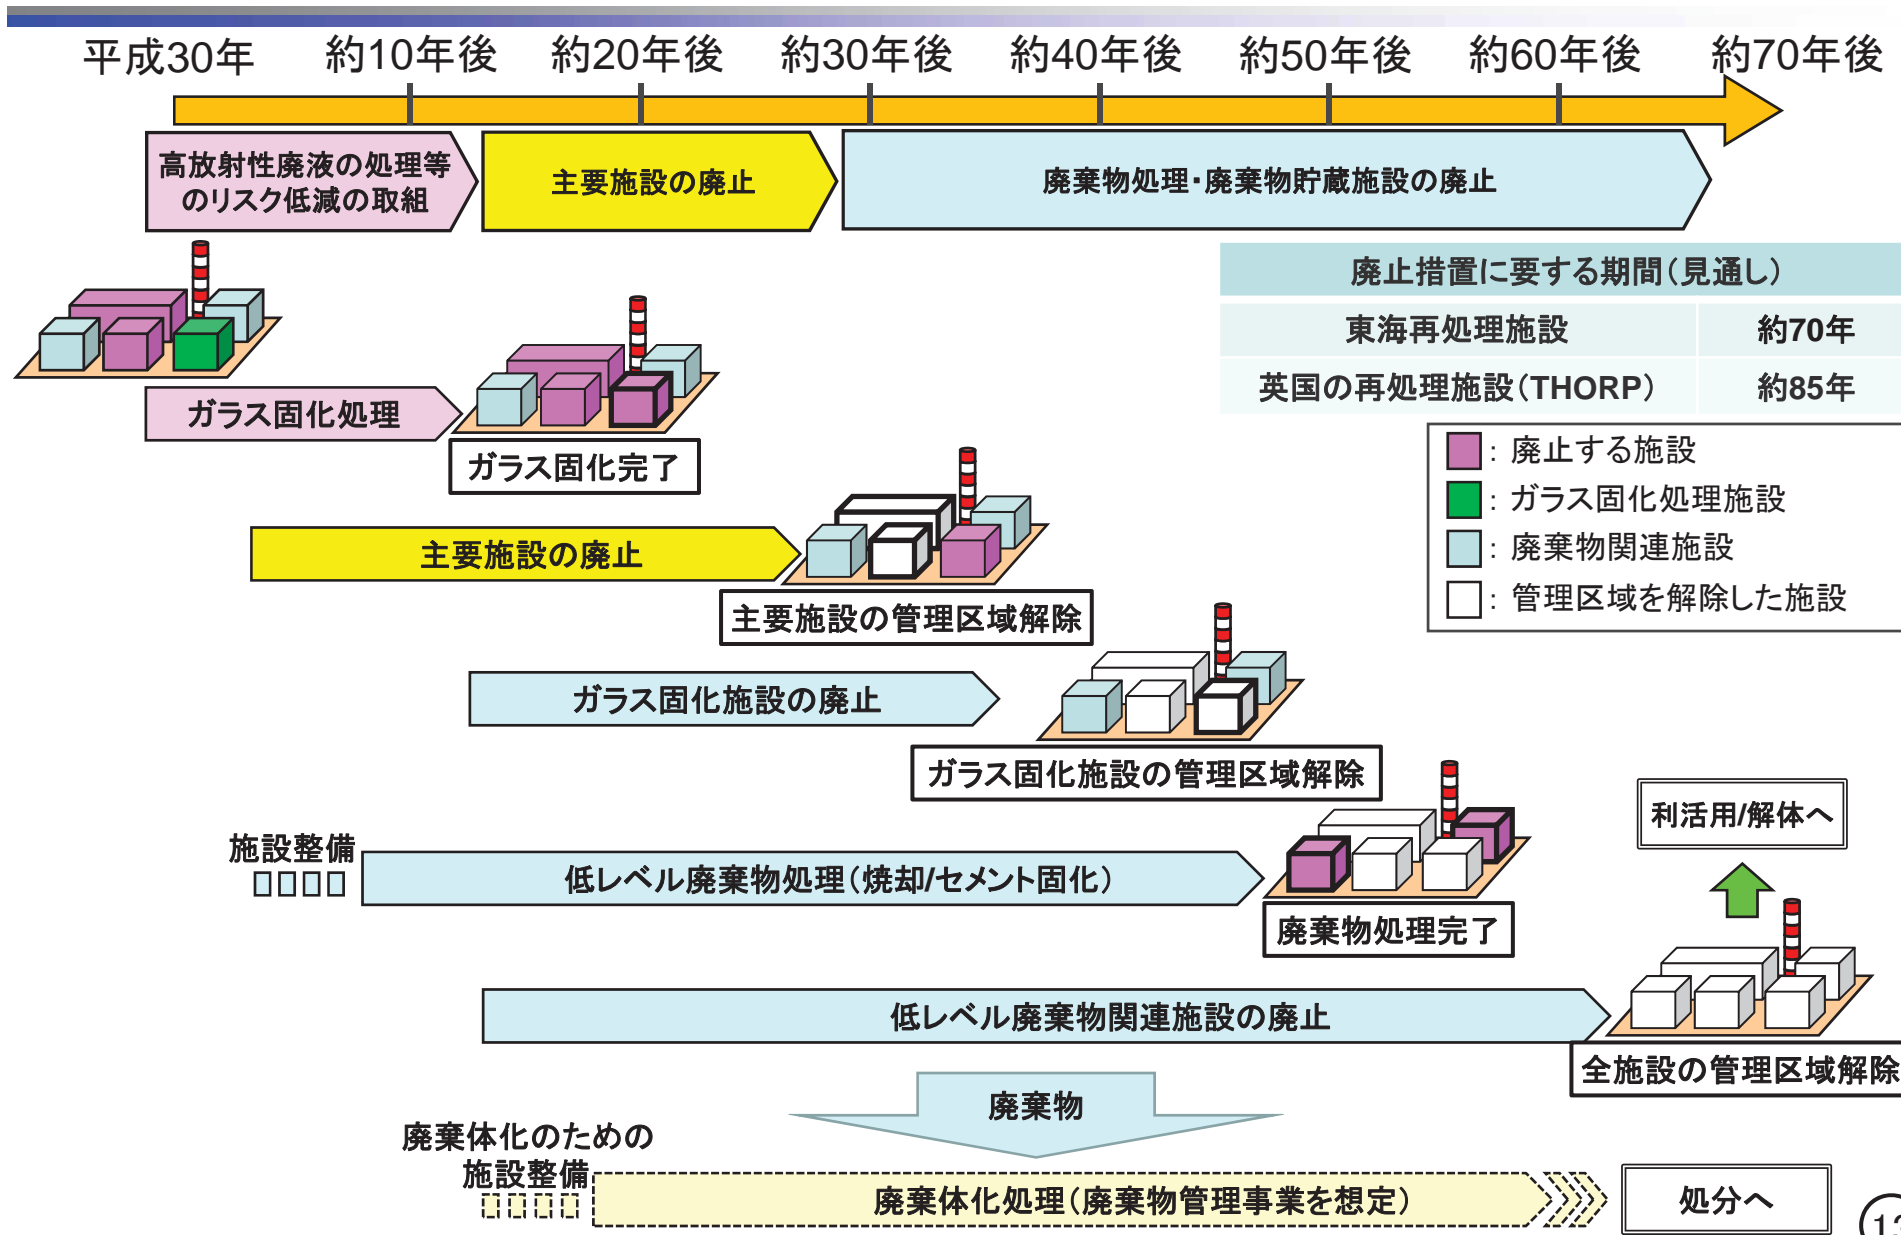 平成30年
約10年後
約20年後
約30年後
約40年後
約50年後
約60年後
約70年後
高放射性廃液の処理等
のリスク低減の取組
主要施設の廃止
廃棄物処理・廃棄物貯蔵施設の廃止
廃止措置に要する期間（見通し）
東海再処理施設 約70年
英国の再処理施設（THORP） 約85年
ガラス固化処理
ガラス固化完了
：廃止する施設
：ガラス固化処理施設
：廃棄物関連施設
：管理区域を解除した施設
主要施設の廃止
主要施設の管理区域解除
ガラス固化施設の廃止
ガラス固化施設の管理区域解除
利活用/解体へ
施設整備
低レベル廃棄物処理（焼却/セメント固化）
廃棄物処理完了
低レベル廃棄物関連施設の廃止
全施設の管理区域解除
廃棄物
廃棄体化のための
施設整備
廃棄体化処理（廃棄物管理事業を想定）
処分へ